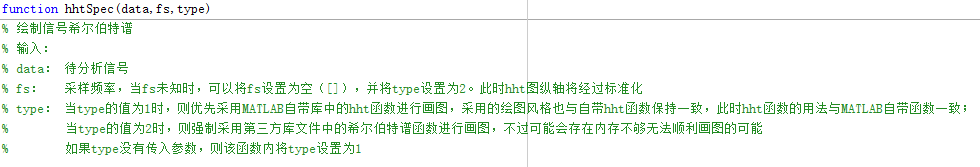 function hhtSpec(data,fs,type)
% 绘制信号希尔伯特谱
% 输入:
% data: 待分析信号
% fs: 采样频率，当fs未知时，可以将fs设置为空（[]），并将type设置为2。此时hht图纵轴将经过标准化
% type: 当type的值为1时，则优先采用MATLAB自带库中的hht函数进行画图，采用的绘图风格也与自带hht函数保持一致，此时hht函数的用法与MATLAB自带函数一致；
% 当type的值为2时，则强制采用第三方库文件中的希尔伯特谱函数进行画图，不过可能会存在内存不够无法顺利画图的可能
% 如果type没有传入参数，则该函数内将type设置为1